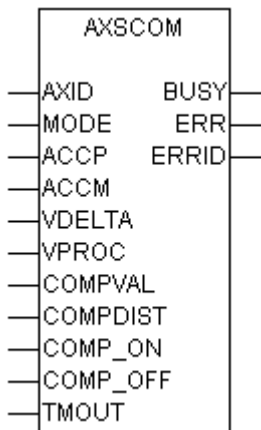 AXSCOM
AXID BUSY
MODE ERR
ACCP ERRID
ACCM
VDELTA
VPROC
COMPVAL
COMPDIST
COMP_ON
COMP_OFF
TMOUT